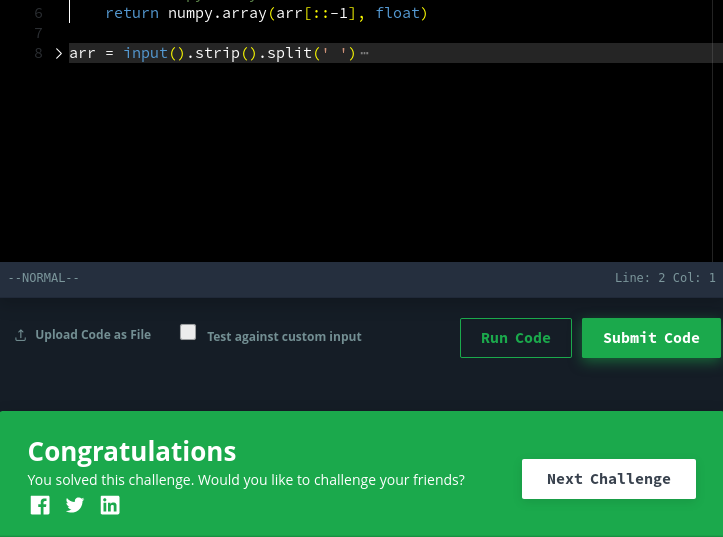 6 return numpy.array(arr[::-1], float)
7
8 > arr = input().strip().split(' ')⋯
--NORMAL--
Line: 2 Col: 1
Upload Code as File
Test against custom input
Run Code
Submit Code
Congratulations
You solved this challenge. Would you like to challenge your friends?
Next Challenge